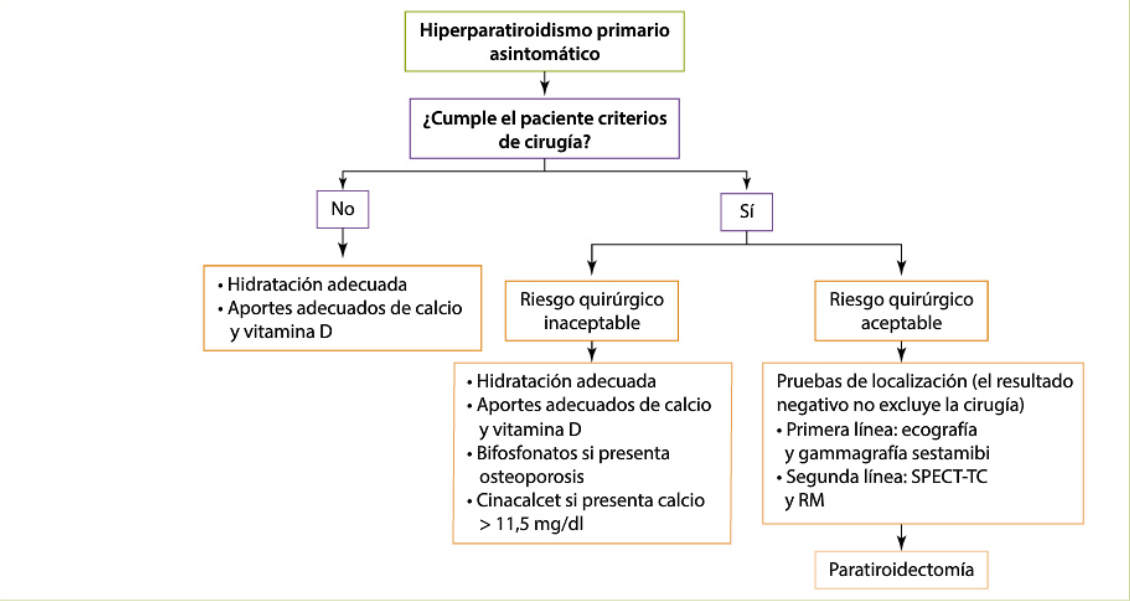 Hiperparatiroidismo primario
asintomático
¿Cumple el paciente criterios
de cirugía?
No
Sí
• Hidratación adecuada
• Aportes adecuados de calcio
y vitamina D
Riesgo quirúrgico
inaceptable
Riesgo quirúrgico
aceptable
• Hidratación adecuada
• Aportes adecuados de calcio
y vitamina D
• Bifosfonatos si presenta
osteoporosis
• Cinacalcet si presenta calcio
> 11,5 mg/dl
Pruebas de localización (el resultado
negativo no excluye la cirugía)
• Primera línea: ecografía
y gammagrafía sestamibi
• Segunda línea: SPECT-TC
y RM
Paratiroidectomía